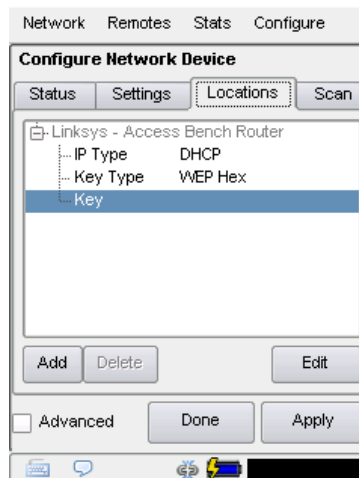 Network Remotes Stats Configure
Configure Network Device
Status Settings Locations Scan
Linksys - Access Bench Router
IP Type DHCP
Key Type WEP Hex
Key
Add Delete Edit
Advanced Done Apply